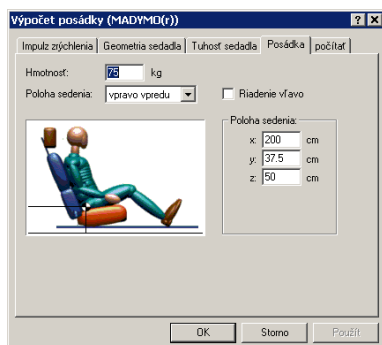 Výpočet posádky (MADYMO(r))
Impulz zrýchlenia Geometria sedadla Tuhosť sedadla Posádka počítať
Hmotnosť: 75 kg
Poloha sedenia: vpravo vpredu Riadenie vľavo
Poloha sedenia:
x: 200 cm
y: 37.5 cm
z: 50 cm
OK Storno Použít